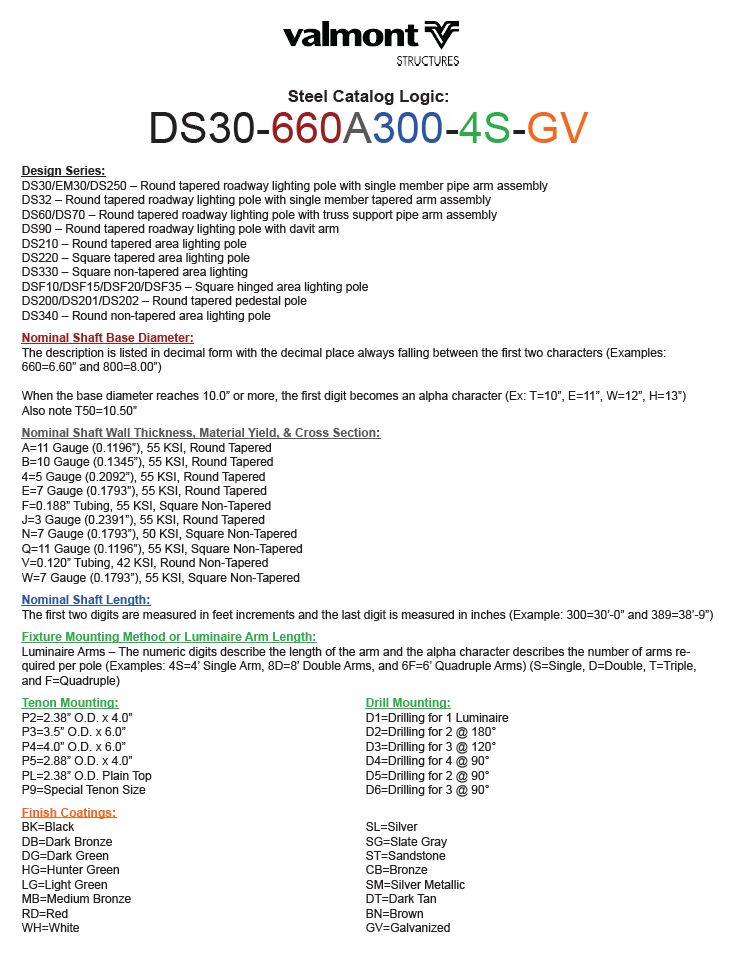 valmont
STRUCTURES
Steel Catalog Logic:
DS30-660A300-4S-GV
Design Series:
DS30/EM30/DS250 – Round tapered roadway lighting pole with single member pipe arm assembly
DS32 – Round tapered roadway lighting pole with single member tapered arm assembly
DS60/DS70 – Round tapered roadway lighting pole with truss support pipe arm assembly
DS90 – Round tapered roadway lighting pole with davit arm
DS210 – Round tapered area lighting pole
DS220 – Square tapered area lighting pole
DS330 – Square non-tapered area lighting
DSF10/DSF15/DSF20/DSF35 – Square hinged area lighting pole
DS200/DS201/DS202 – Round tapered pedestal pole
DS340 – Round non-tapered area lighting pole
Nominal Shaft Base Diameter:
The description is listed in decimal form with the decimal place always falling between the first two characters (Examples:
660=6.60” and 800=8.00”)
When the base diameter reaches 10.0” or more, the first digit becomes an alpha character (Ex: T=10”, E=11”, W=12”, H=13”)
Also note T50=10.50”
Nominal Shaft Wall Thickness, Material Yield, & Cross Section:
A=11 Gauge (0.1196”), 55 KSI, Round Tapered
B=10 Gauge (0.1345”), 55 KSI, Round Tapered
4=5 Gauge (0.2092”), 55 KSI, Round Tapered
E=7 Gauge (0.1793”), 55 KSI, Round Tapered
F=0.188” Tubing, 55 KSI, Square Non-Tapered
J=3 Gauge (0.2391”), 55 KSI, Round Tapered
N=7 Gauge (0.1793”), 50 KSI, Square Non-Tapered
Q=11 Gauge (0.1196”), 55 KSI, Square Non-Tapered
V=0.120” Tubing, 42 KSI, Round Non-Tapered
W=7 Gauge (0.1793”), 55 KSI, Square Non-Tapered
Nominal Shaft Length:
The first two digits are measured in feet increments and the last digit is measured in inches (Example: 300=30’-0” and 389=38’-9”)
Fixture Mounting Method or Luminaire Arm Length:
Luminaire Arms – The numeric digits describe the length of the arm and the alpha character describes the number of arms re-
quired per pole (Examples: 4S=4’ Single Arm, 8D=8’ Double Arms, and 6F=6’ Quadruple Arms) (S=Single, D=Double, T=Triple,
and F=Quadruple)
Tenon Mounting:
P2=2.38” O.D. x 4.0”
P3=3.5” O.D. x 6.0”
P4=4.0” O.D. x 6.0”
P5=2.88” O.D. x 4.0”
PL=2.38” O.D. Plain Top
P9=Special Tenon Size
Drill Mounting:
D1=Drilling for 1 Luminaire
D2=Drilling for 2 @ 180°
D3=Drilling for 3 @ 120°
D4=Drilling for 4 @ 90°
D5=Drilling for 2 @ 90°
D6=Drilling for 3 @ 90°
Finish Coatings:
BK=Black
DB=Dark Bronze
DG=Dark Green
HG=Hunter Green
LG=Light Green
MB=Medium Bronze
RD=Red
WH=White
SL=Silver
SG=Slate Gray
ST=Sandstone
CB=Bronze
SM=Silver Metallic
DT=Dark Tan
BN=Brown
GV=Galvanized